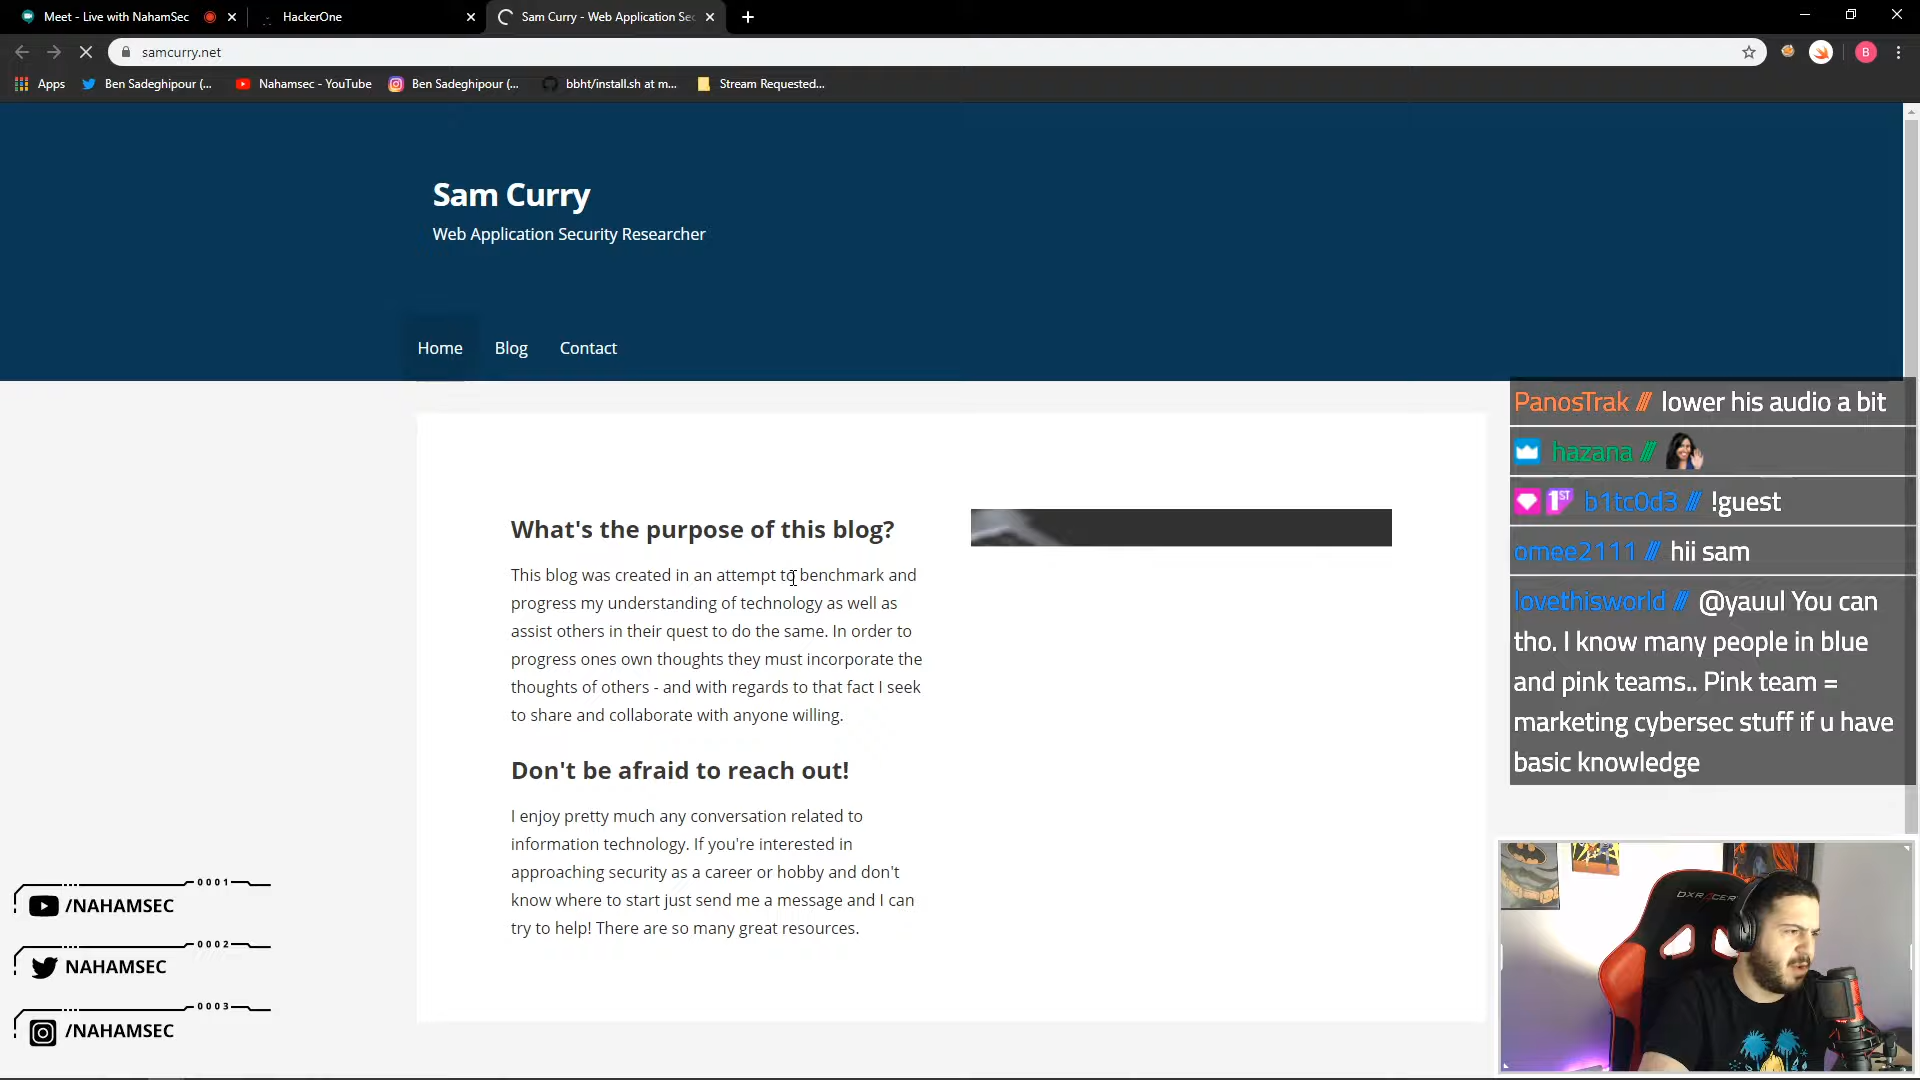 Meet - Live with NahamSec
HackerOne
Sam Curry - Web Application Sec
samcurry.net
Apps
Ben Sadeghipour (...
Nahamsec - YouTube
Ben Sadeghipour (...
bbht/install.sh at m...
Stream Requested...
B
Sam Curry
Web Application Security Researcher
Home
Blog
Contact
What's the purpose of this blog?
This blog was created in an attempt to benchmark and
progress my understanding of technology as well as
assist others in their quest to do the same. In order to
progress ones own thoughts they must incorporate the
thoughts of others - and with regards to that fact I seek
to share and collaborate with anyone willing.
Don't be afraid to reach out!
I enjoy pretty much any conversation related to
information technology. If you're interested in
approaching security as a career or hobby and don't
know where to start just send me a message and I can
try to help! There are so many great resources.
PanosTrak /// lower his audio a bit
hazana ///
1ST b1tc0d3 /// !guest
omee2111 /// hii sam
lovethisworld /// @yauul You can
tho. I know many people in blue
and pink teams.. Pink team =
marketing cybersec stuff if u have
basic knowledge
0001
/NAHAMSEC
0002
NAHAMSEC
0003
/NAHAMSEC
DXRACER